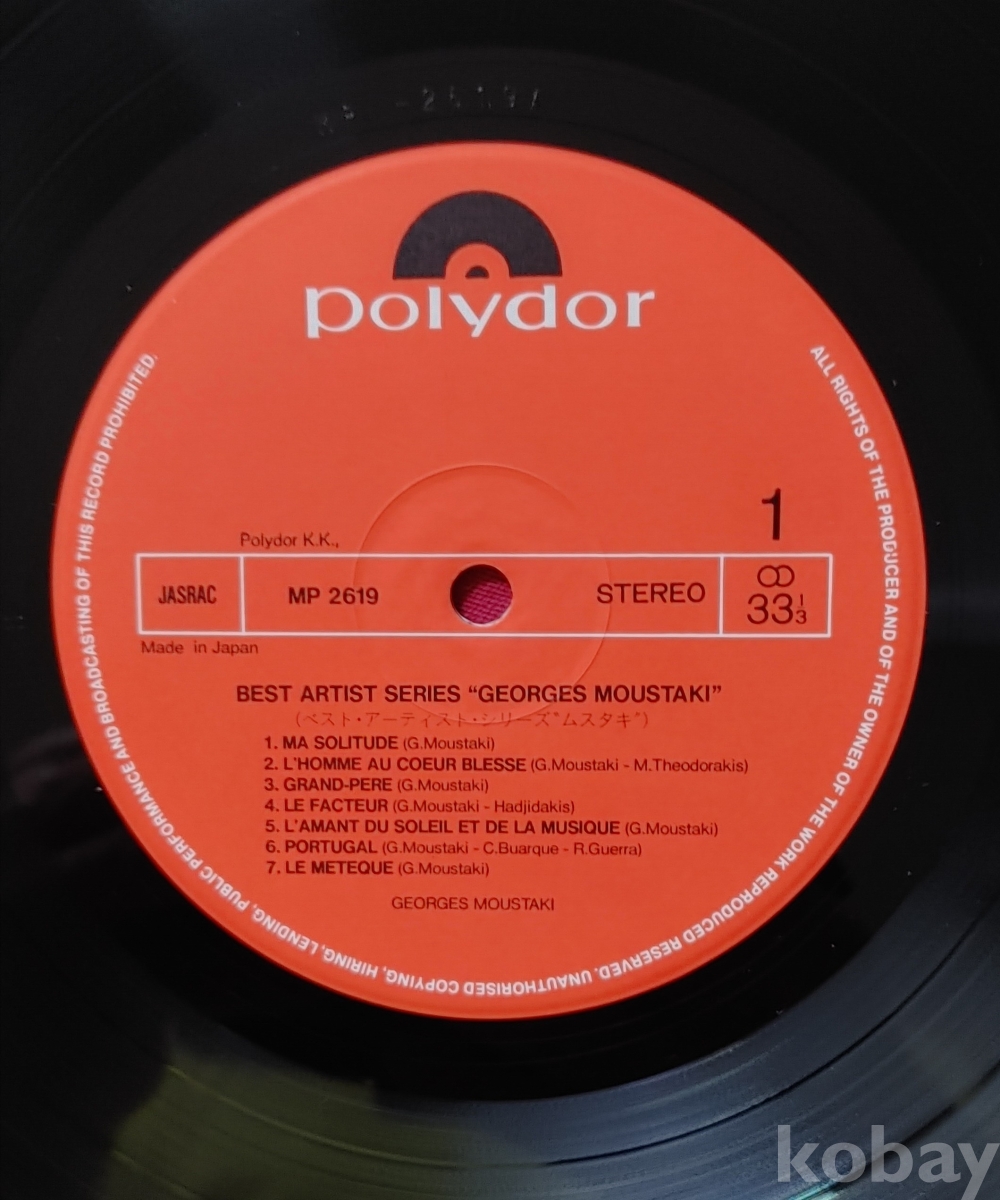 polydor
1
Polydor K.K.,
JASRAC
MP 2619
STEREO
33 1/3
Made in Japan
BEST ARTIST SERIES “GEORGES MOUSTAKI”
(ベスト・アーティスト・シリーズ“ムスタキ”)
1. MA SOLITUDE (G.Moustaki)
2. L'HOMME AU COEUR BLESSE (G.Moustaki - M.Theodorakis)
3. GRAND-PERE (G.Moustaki)
4. LE FACTEUR (G.Moustaki - Hadjidakis)
5. L'AMANT DU SOLEIL ET DE LA MUSIQUE (G.Moustaki)
6. PORTUGAL (G.Moustaki - C.Buarque - R.Guerra)
7. LE METEQUE (G.Moustaki)
GEORGES MOUSTAKI
ALL RIGHTS OF THE PRODUCER AND OF THE OWNER OF THE WORK REPRODUCED RESERVED. UNAUTHORISED COPYING, HIRING, LENDING, PUBLIC PERFORMANCE AND BROADCASTING OF THIS RECORD PROHIBITED.
kobay